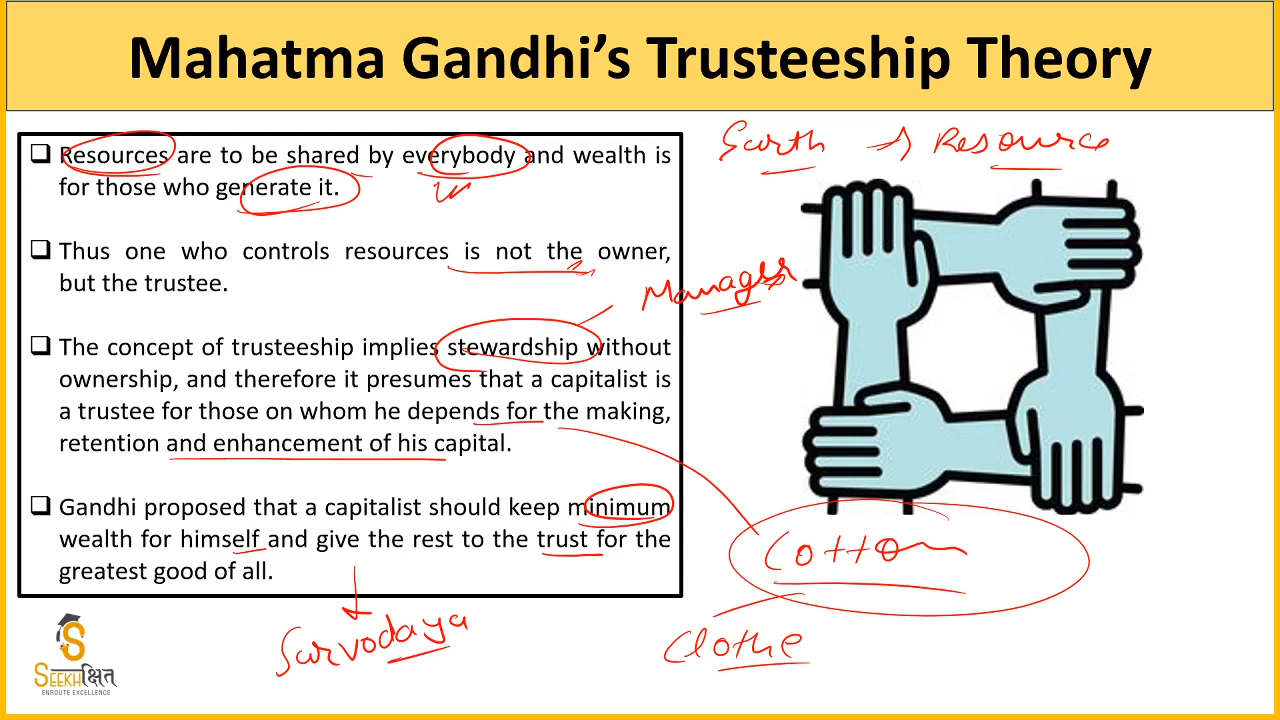 Mahatma Gandhi's Trusteeship Theory
Resources are to be shared by everybody and wealth is
for those who generate it.
Thus one who controls resources is not the owner,
but the trustee.
The concept of trusteeship implies stewardship without
ownership, and therefore it presumes that a capitalist is
a trustee for those on whom he depends for the making,
retention and enhancement of his capital.
Gandhi proposed that a capitalist should keep minimum
wealth for himself and give the rest to the trust for the
greatest good of all.
Earth → Resource
Manager
Cotton
Clothe
Sarvodaya
SEEKHक्षित
ENROUTE EXCELLENCE